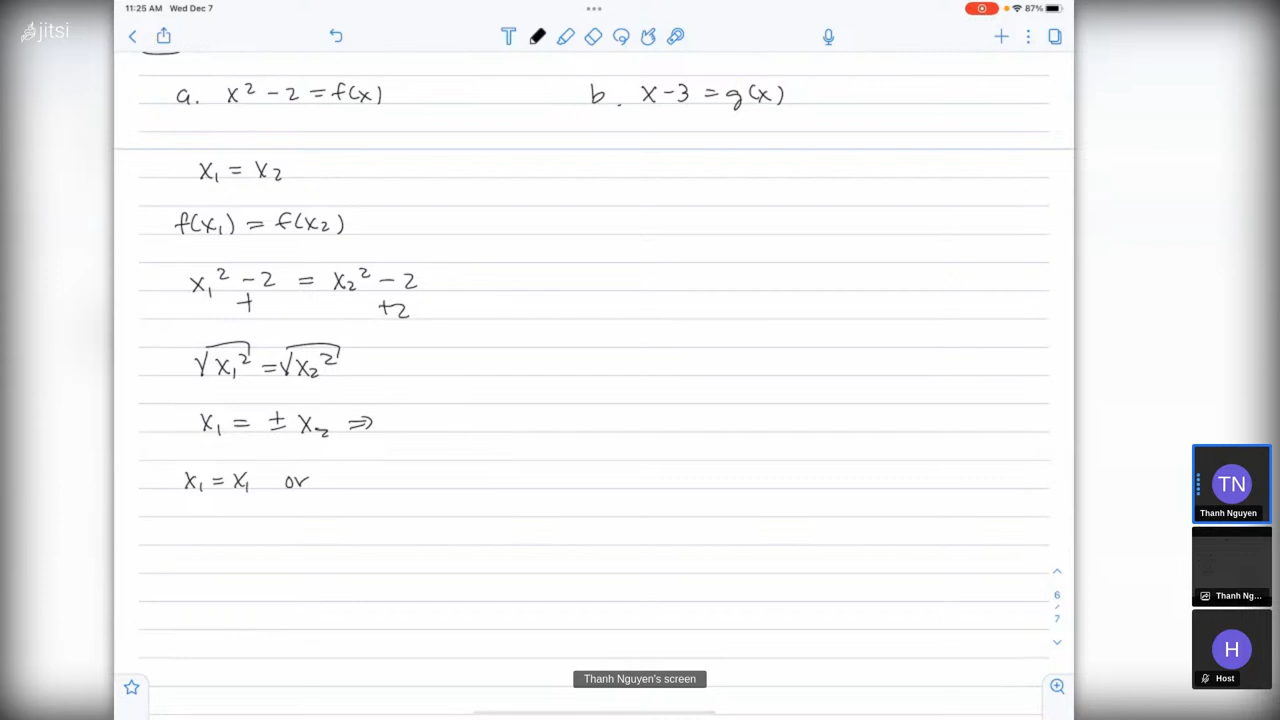 11:25 AM Wed Dec 7
87%
jitsi
T
a. x² - 2 = f(x)
b. x - 3 = g(x)
x₁ = x₂
f(x₁) = f(x₂)
x₁² - 2 = x₂² - 2
+ +2
√x₁² = √x₂²
x₁ = ± x₂ ⇒
x₁ = x₁ or
6
/
7
TN
Thanh Nguyen
Thanh Ng...
H
Host
Thanh Nguyen's screen